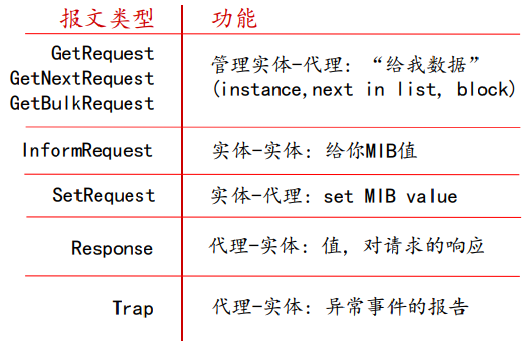 报文类型 功能
GetRequest
GetNextRequest
GetBulkRequest
管理实体-代理:“给我数据”
(instance,next in list, block)
InformRequest 实体-实体:给你MIB值
SetRequest 实体-代理:set MIB value
Response 代理-实体:值,对请求的响应
Trap 代理-实体:异常事件的报告